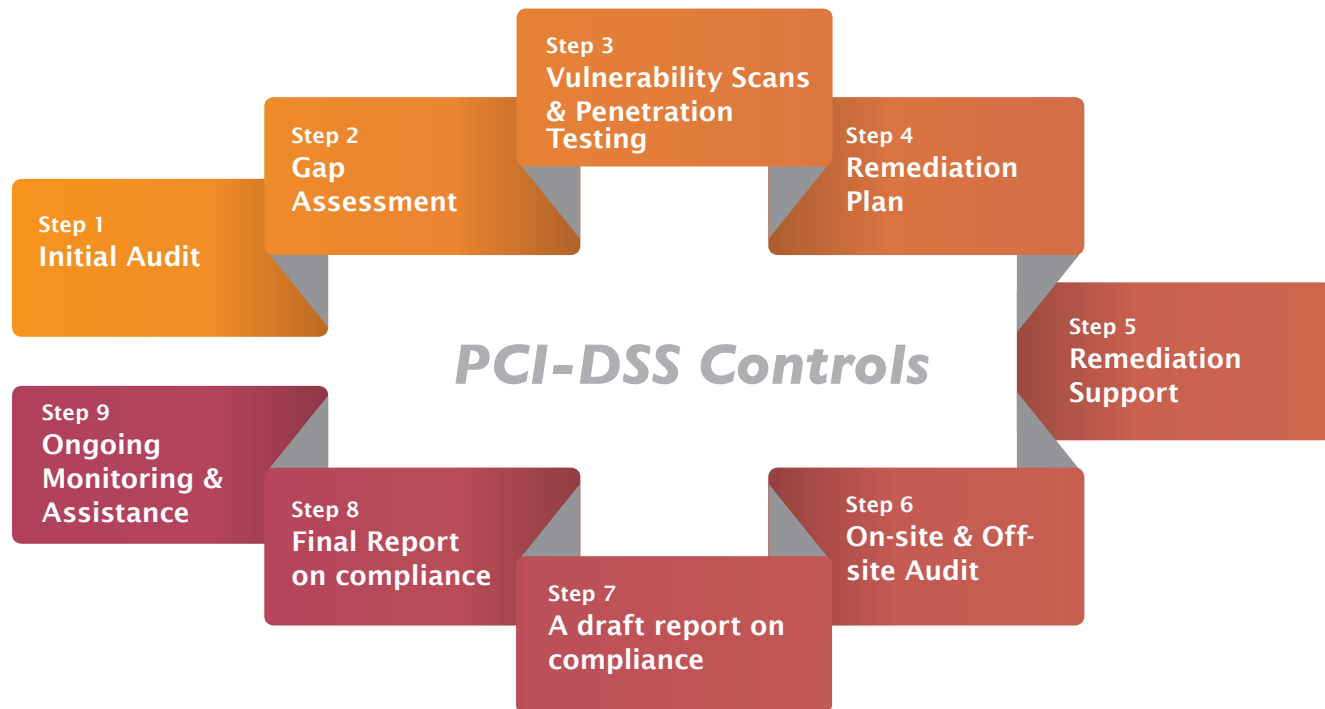 Step 1
Initial Audit
Step 2
Gap
Assessment
Step 3
Vulnerability Scans
& Penetration
Testing
Step 4
Remediation
Plan
Step 5
Remediation
Support
PCI-DSS Controls
Step 6
On-site & Off-
site Audit
Step 7
A draft report on
compliance
Step 8
Final Report
on compliance
Step 9
Ongoing
Monitoring &
Assistance